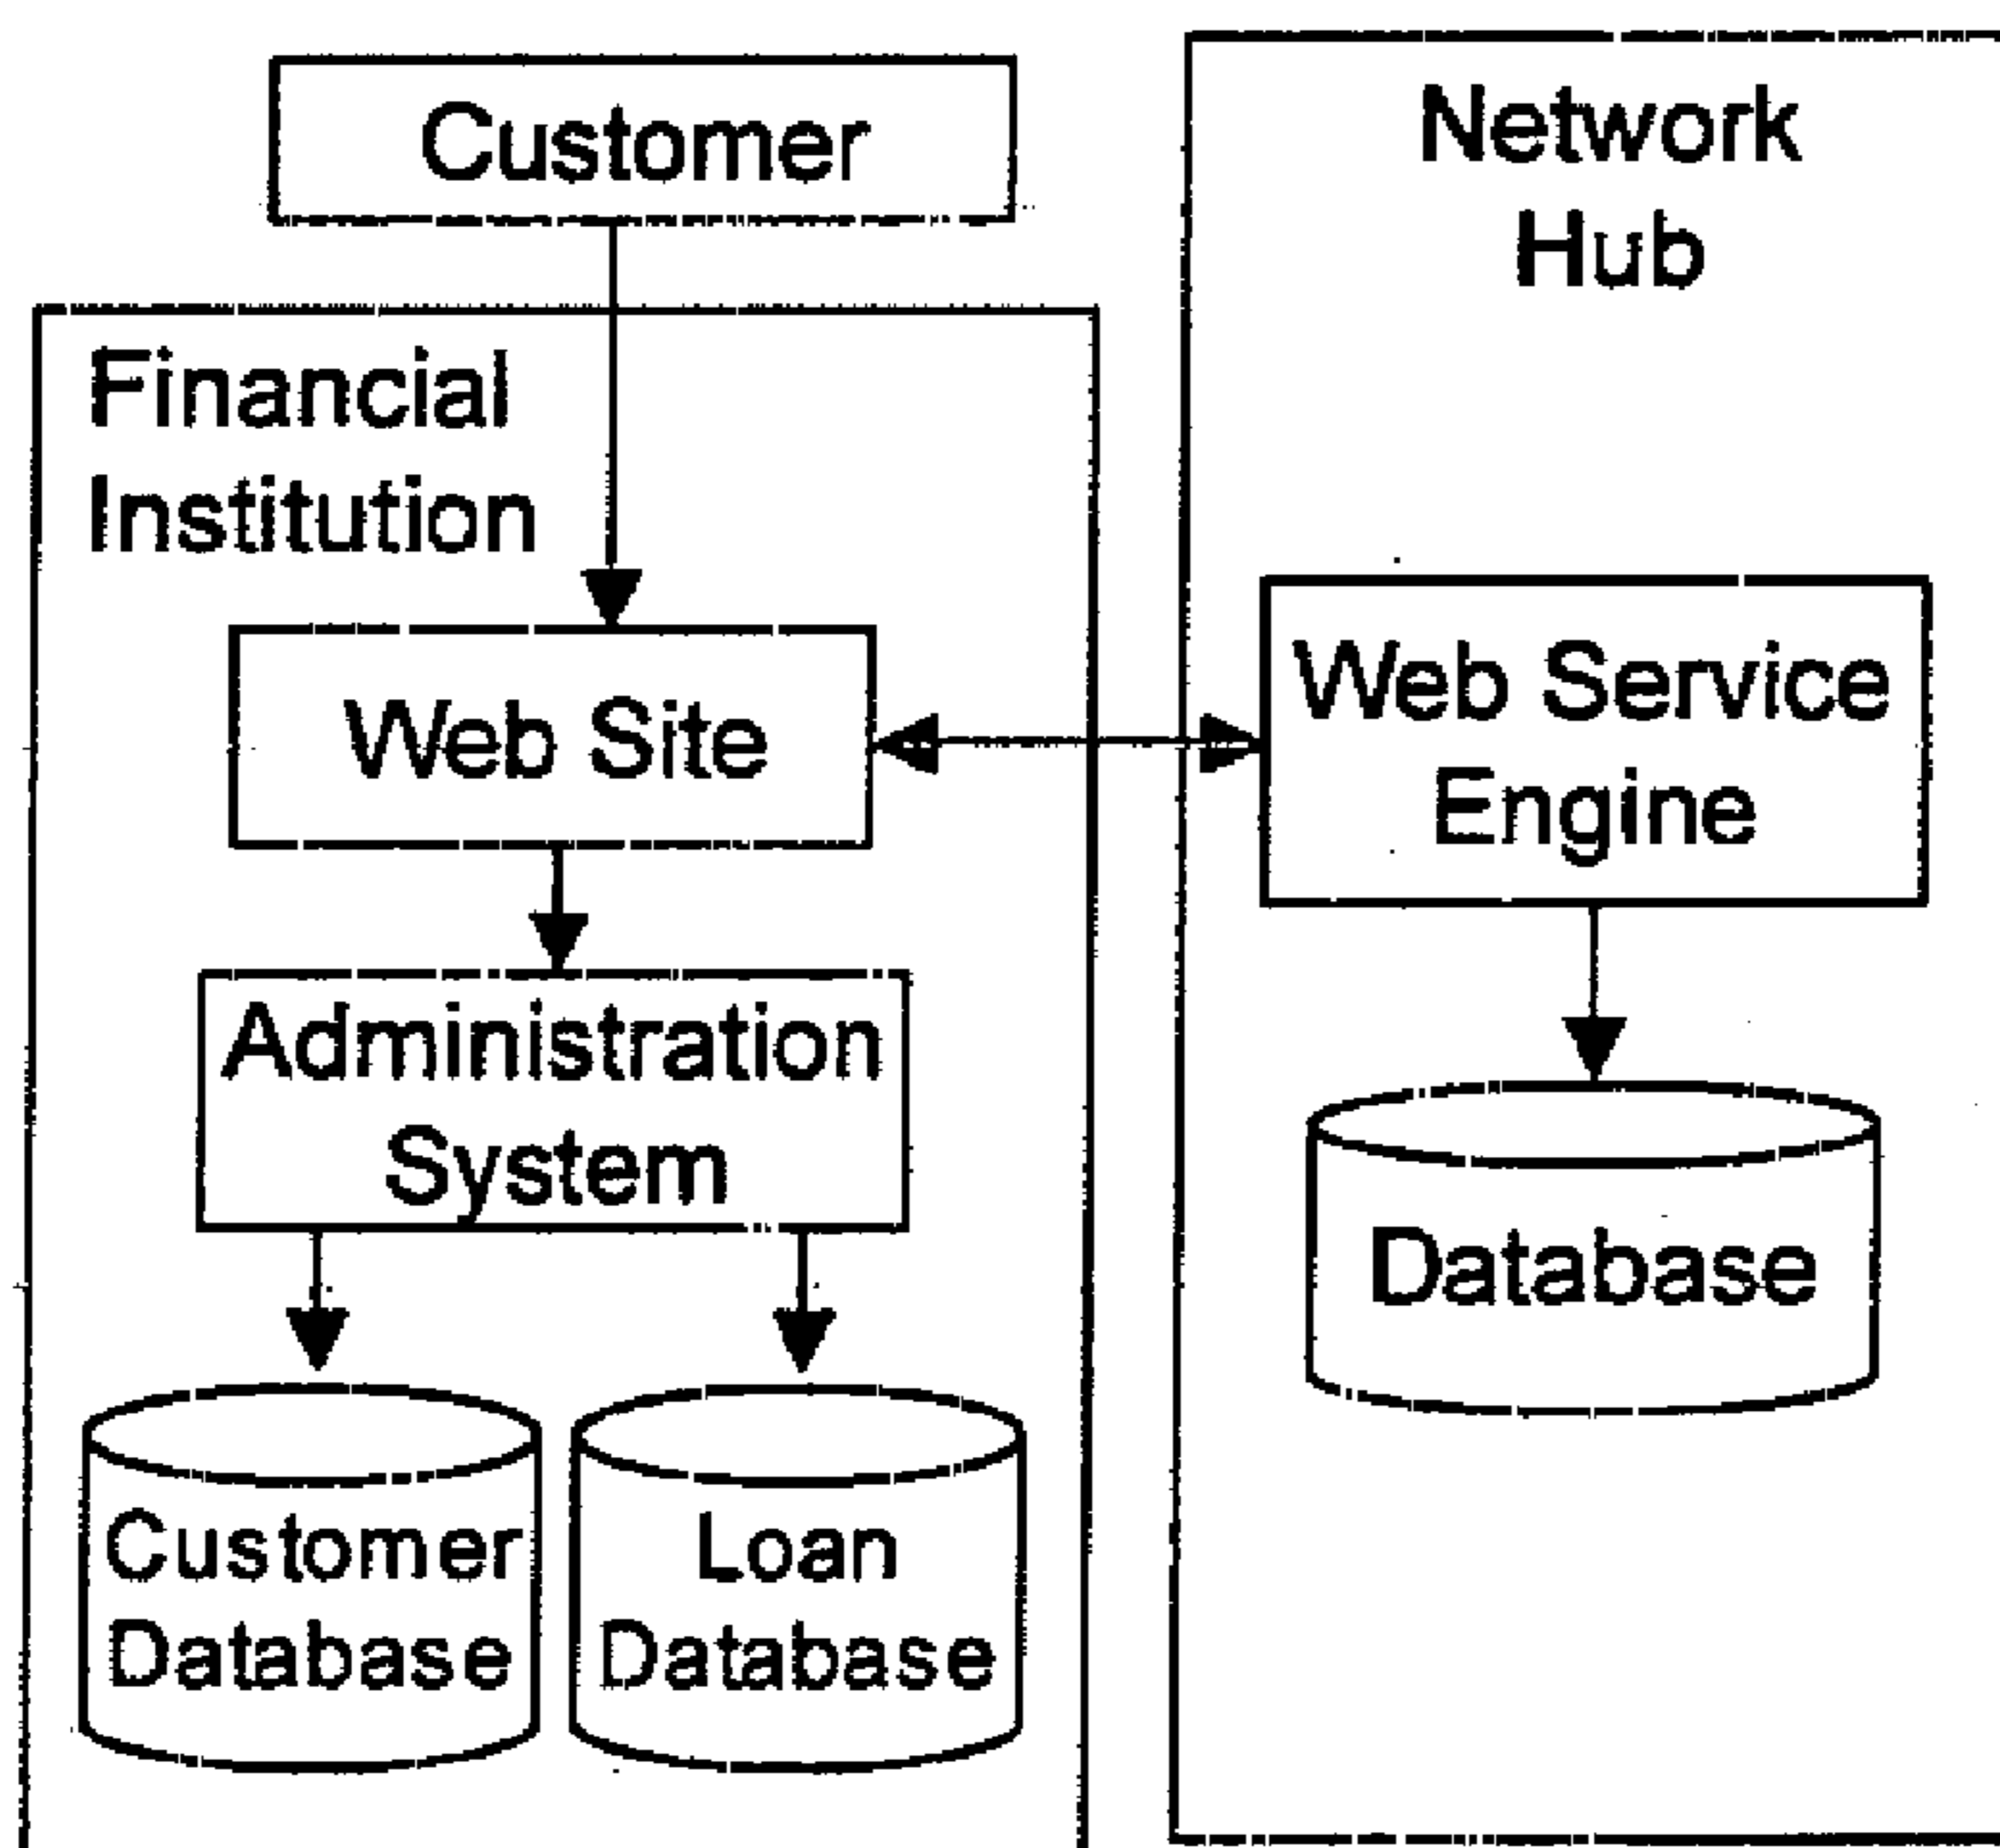 Customer
Financial
Institution
Web Site
Administration
System
Customer
Database
Loan
Database
Network
Hub
Web Service
Engine
Database